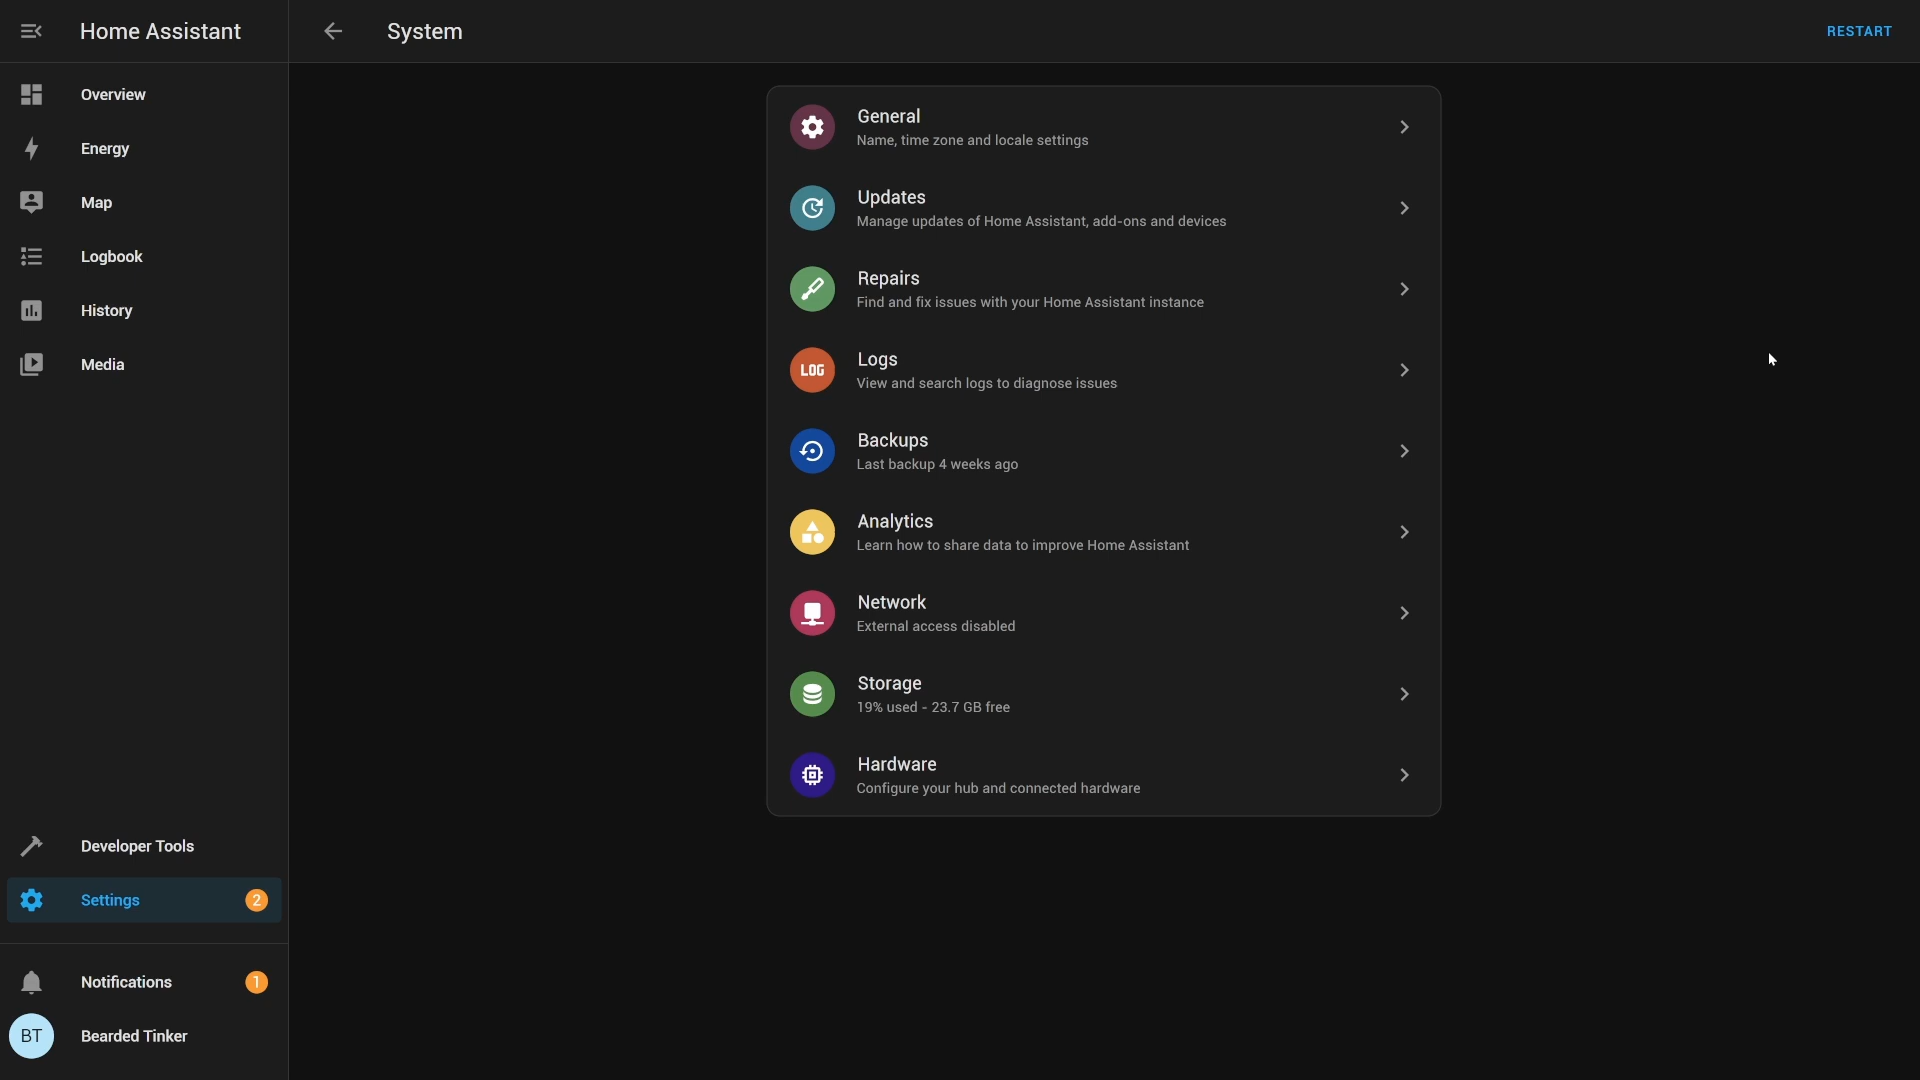 Home Assistant
System
RESTART
Overview
Energy
Map
Logbook
History
Media
Developer Tools
Settings
2
Notifications
1
BT
Bearded Tinker
General
Name, time zone and locale settings
Updates
Manage updates of Home Assistant, add-ons and devices
Repairs
Find and fix issues with your Home Assistant instance
LOG
Logs
View and search logs to diagnose issues
Backups
Last backup 4 weeks ago
Analytics
Learn how to share data to improve Home Assistant
Network
External access disabled
Storage
19% used - 23.7 GB free
Hardware
Configure your hub and connected hardware